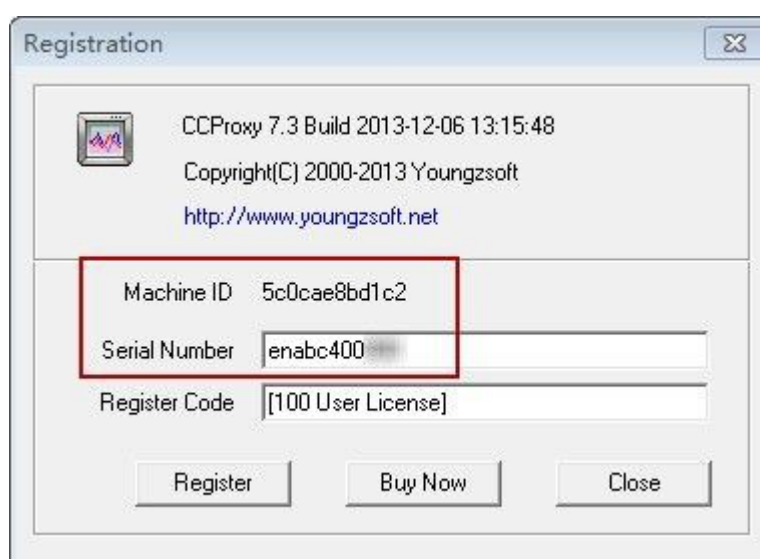 Registration
CCProxy 7.3 Build 2013-12-06 13:15:48
Copyright(C) 2000-2013 Youngzsoft
http://www.youngzsoft.net
Machine ID 5c0cae8bd1c2
Serial Number enabc400
Register Code [100 User License]
Register Buy Now Close